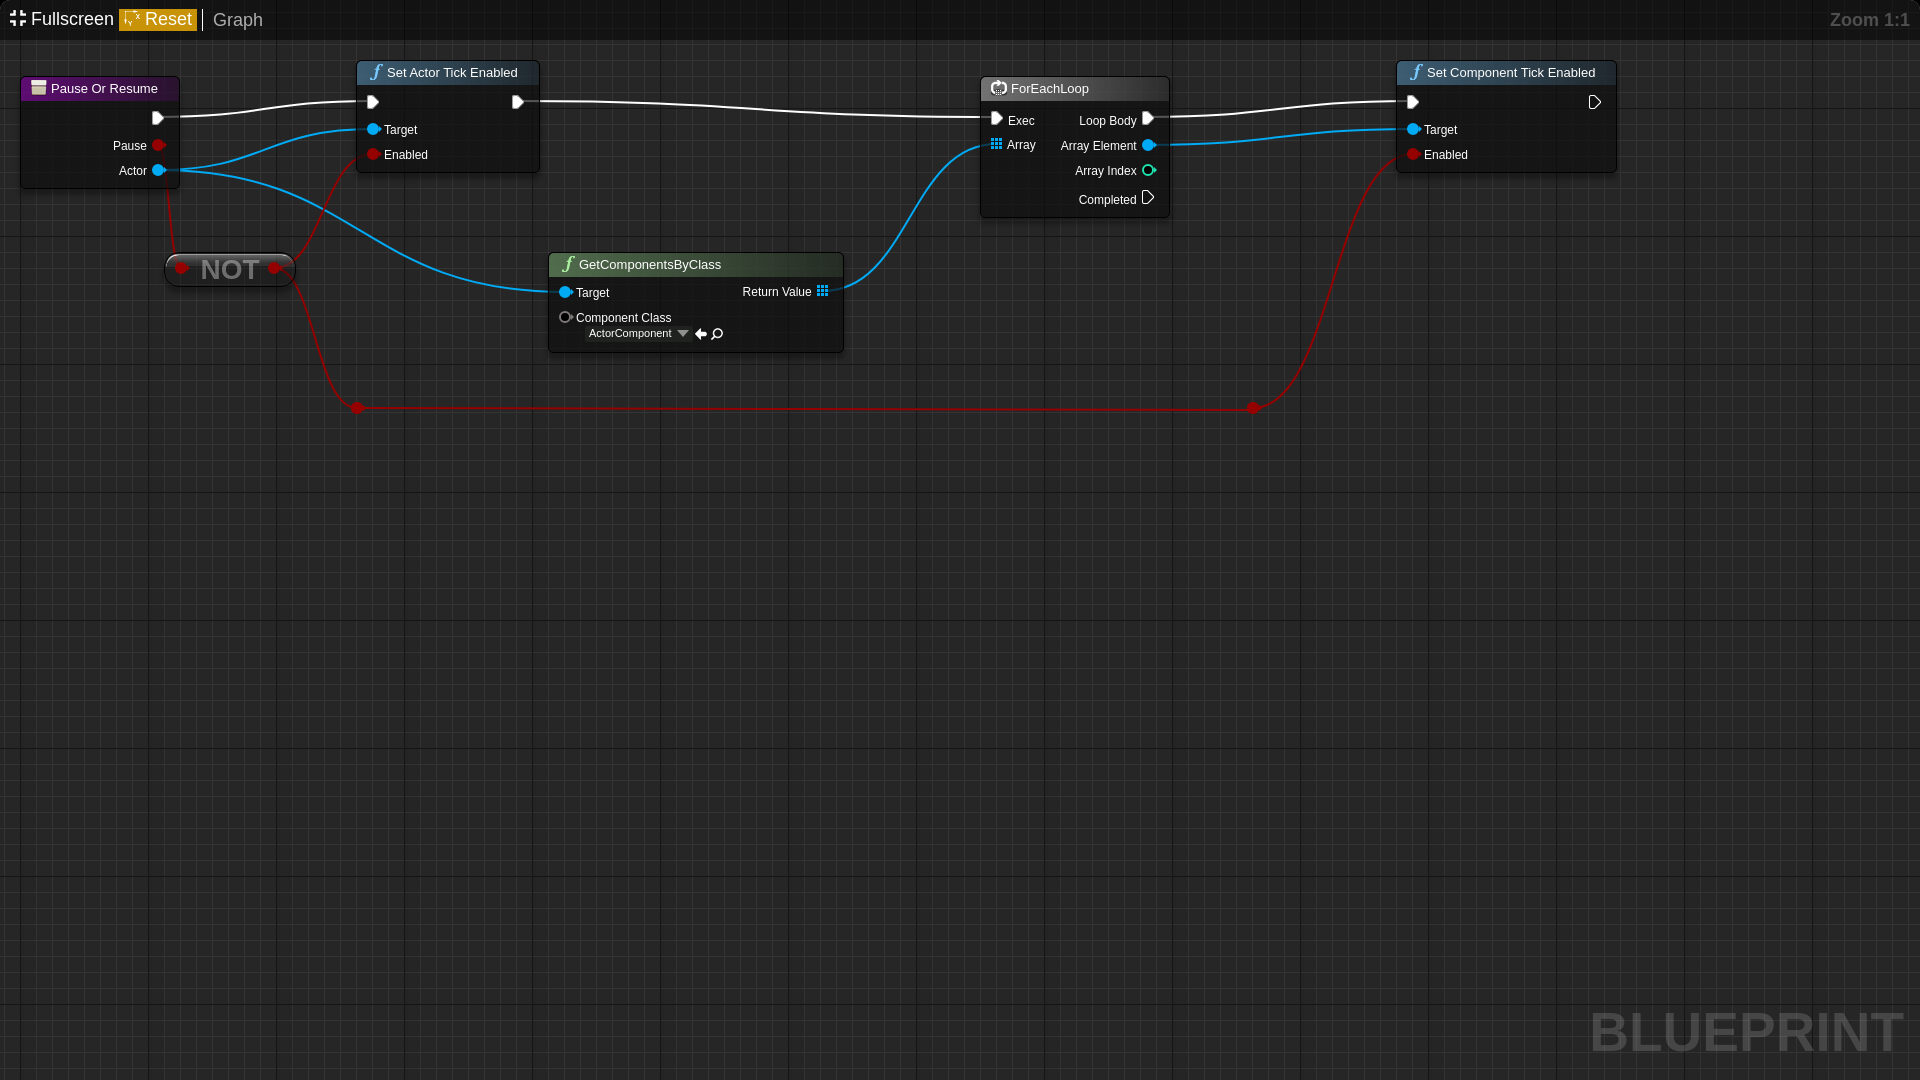 Fullscreen Reset Graph
Zoom 1:1
Pause Or Resume
Pause
Actor
Set Actor Tick Enabled
Target
Enabled
NOT
GetComponentsByClass
Target Return Value
Component Class
ActorComponent
ForEachLoop
Exec Loop Body
Array Array Element
Array Index
Completed
Set Component Tick Enabled
Target
Enabled
BLUEPRINT